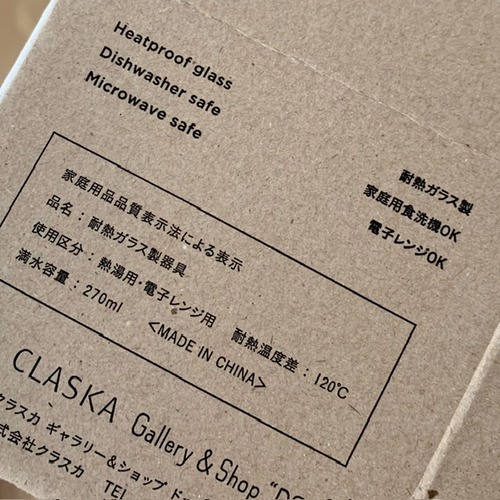 Heatproof glass
Dishwasher safe
Microwave safe
耐熱ガラス製
家庭用食洗機OK
電子レンジOK
家庭用品品質表示法による表示
品名：耐熱ガラス製器具
使用区分：熱湯用・電子レンジ用 耐熱温度差：120℃
満水容量：270ml
<MADE IN CHINA>
CLASKA Gallery & Shop
クラスカ ギャラリー＆ショップ
式会社クラスカ TEL